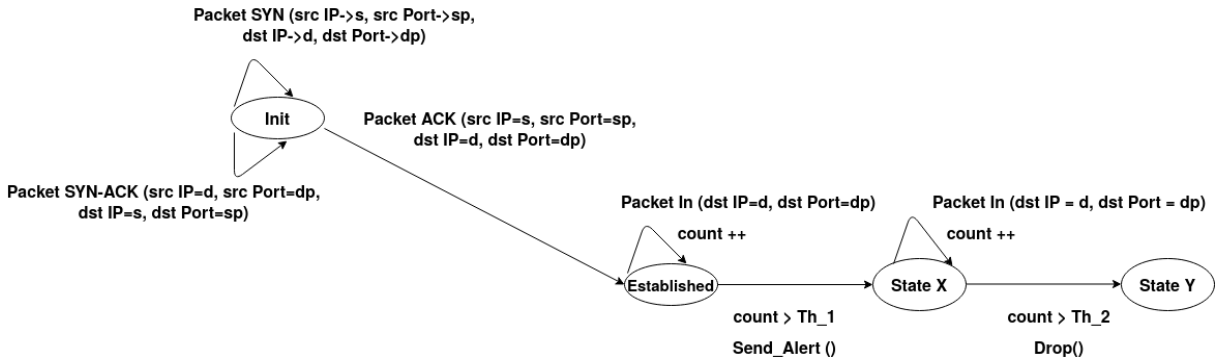 Packet SYN (src IP->s, src Port->sp,
dst IP->d, dst Port->dp)
Init
Packet ACK (src IP=s, src Port=sp,
dst IP=d, dst Port=dp)
Packet SYN-ACK (src IP=d, src Port=dp,
dst IP=s, dst Port=sp)
Packet In (dst IP=d, dst Port=dp)
count ++
Packet In (dst IP = d, dst Port = dp)
count ++
Established
State X
State Y
count > Th_1
Send_Alert ()
count > Th_2
Drop()